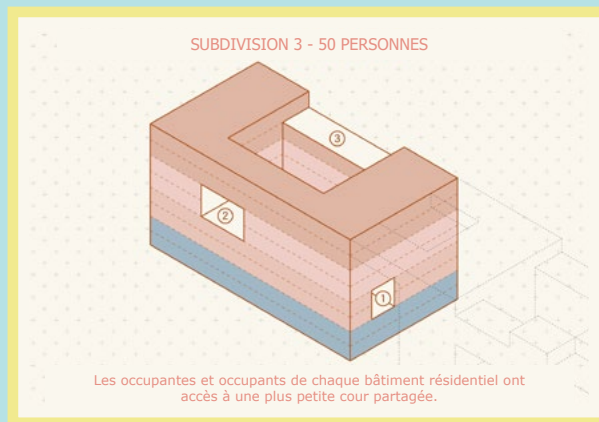 SUBDIVISION 3 - 50 PERSONNES
3
2
1
Les occupantes et occupants de chaque bâtiment résidentiel ont
accès à une plus petite cour partagée.